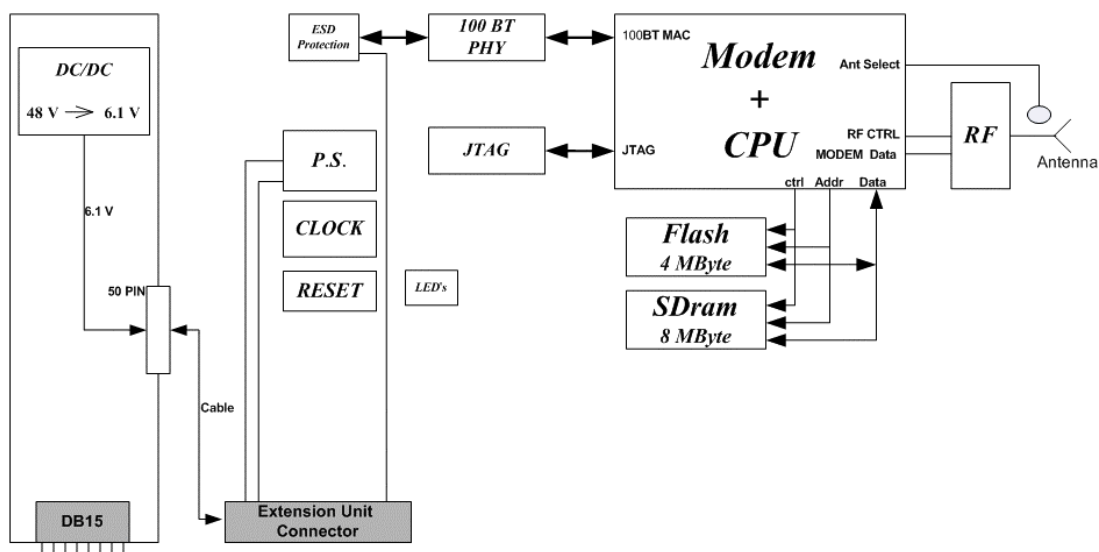 DC/DC
48 V → 6.1 V
6.1 V
50 PIN
DB15
Cable
Extension Unit
Connector
ESD
Protection
100 BT
PHY
P.S.
CLOCK
RESET
LED's
JTAG
100BT MAC
Modem
+
CPU
JTAG
Ant Select
RF CTRL
MODEM Data
ctrl Addr Data
RF
Antenna
Flash
4 MByte
SDram
8 MByte